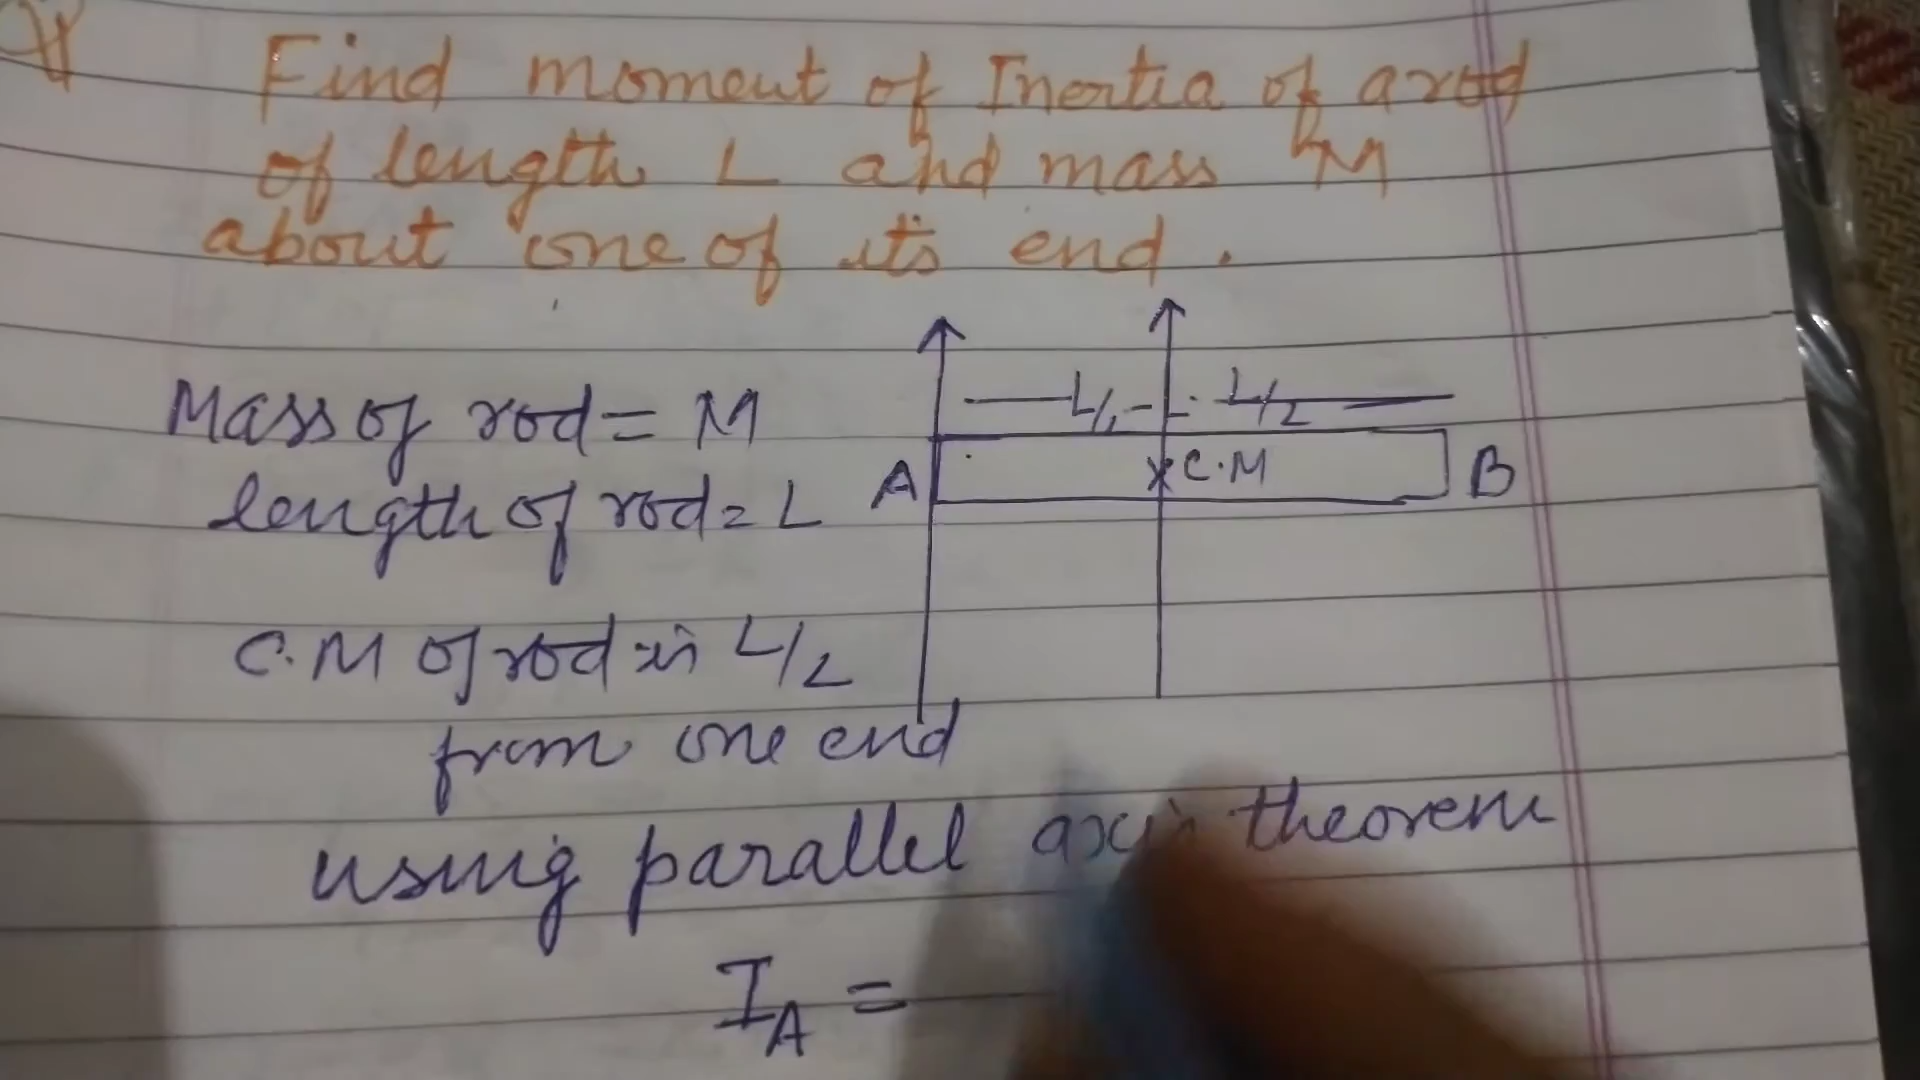 Find moment of Inertia of a rod
of length L and mass M
about one of its end.
Mass of rod = M
length of rod = L
L/2
A
C.M
B
C.M of rod is L/2
from one end
using parallel axis theorem
I_A =